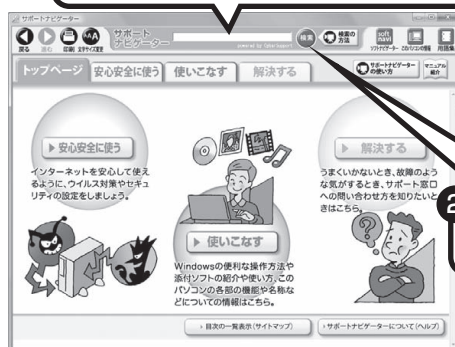 サポートナビゲーター
戻る 進む 印刷 文字サイズ変更
サポート
ナビゲーター
powered by CyberSupport
検索
検索の
方法
soft
navi
ソフトナビゲーター このパソコンの情報 用語集
トップページ 安心安全に使う 使いこなす 解決する
サポートナビゲーター
の使い方
マニュアル
紹介
安心安全に使う
インターネットを安心して使え
るように、ウイルス対策やセキュ
リティの設定をしましょう。
使いこなす
Windowsの便利な操作方法や
添付ソフトの紹介や使い方、この
パソコンの各部の機能や名称な
どについての情報はこちら。
解決する
うまくいかないとき、故障のよう
な気がするとき、サポート窓口
への問い合わせ方を知りたいと
きはこちら。
目次の一覧表示(サイトマップ)
サポートナビゲーターについて(ヘルプ)
2